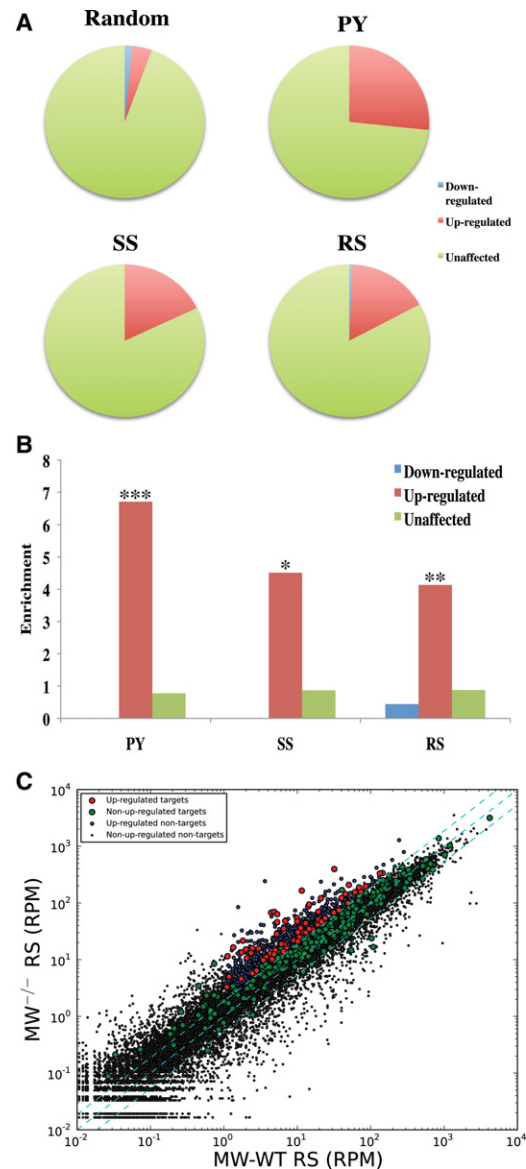 A
Random
PY
Down-
regulated
Up-regulated
Unaffected
SS
RS
B
Enrichment
8
7
6
5
4
3
2
1
0
***
*
**
Down-regulated
Up-regulated
Unaffected
PY
SS
RS
C
Up-regulated targets
Non-up-regulated targets
Up-regulated non-targets
Non-up-regulated non-targets
MW⁻/⁻ RS (RPM)
10⁴
10³
10²
10¹
10⁰
10⁻¹
10⁻²
10⁻² 10⁻¹ 10⁰ 10¹ 10² 10³ 10⁴
MW-WT RS (RPM)